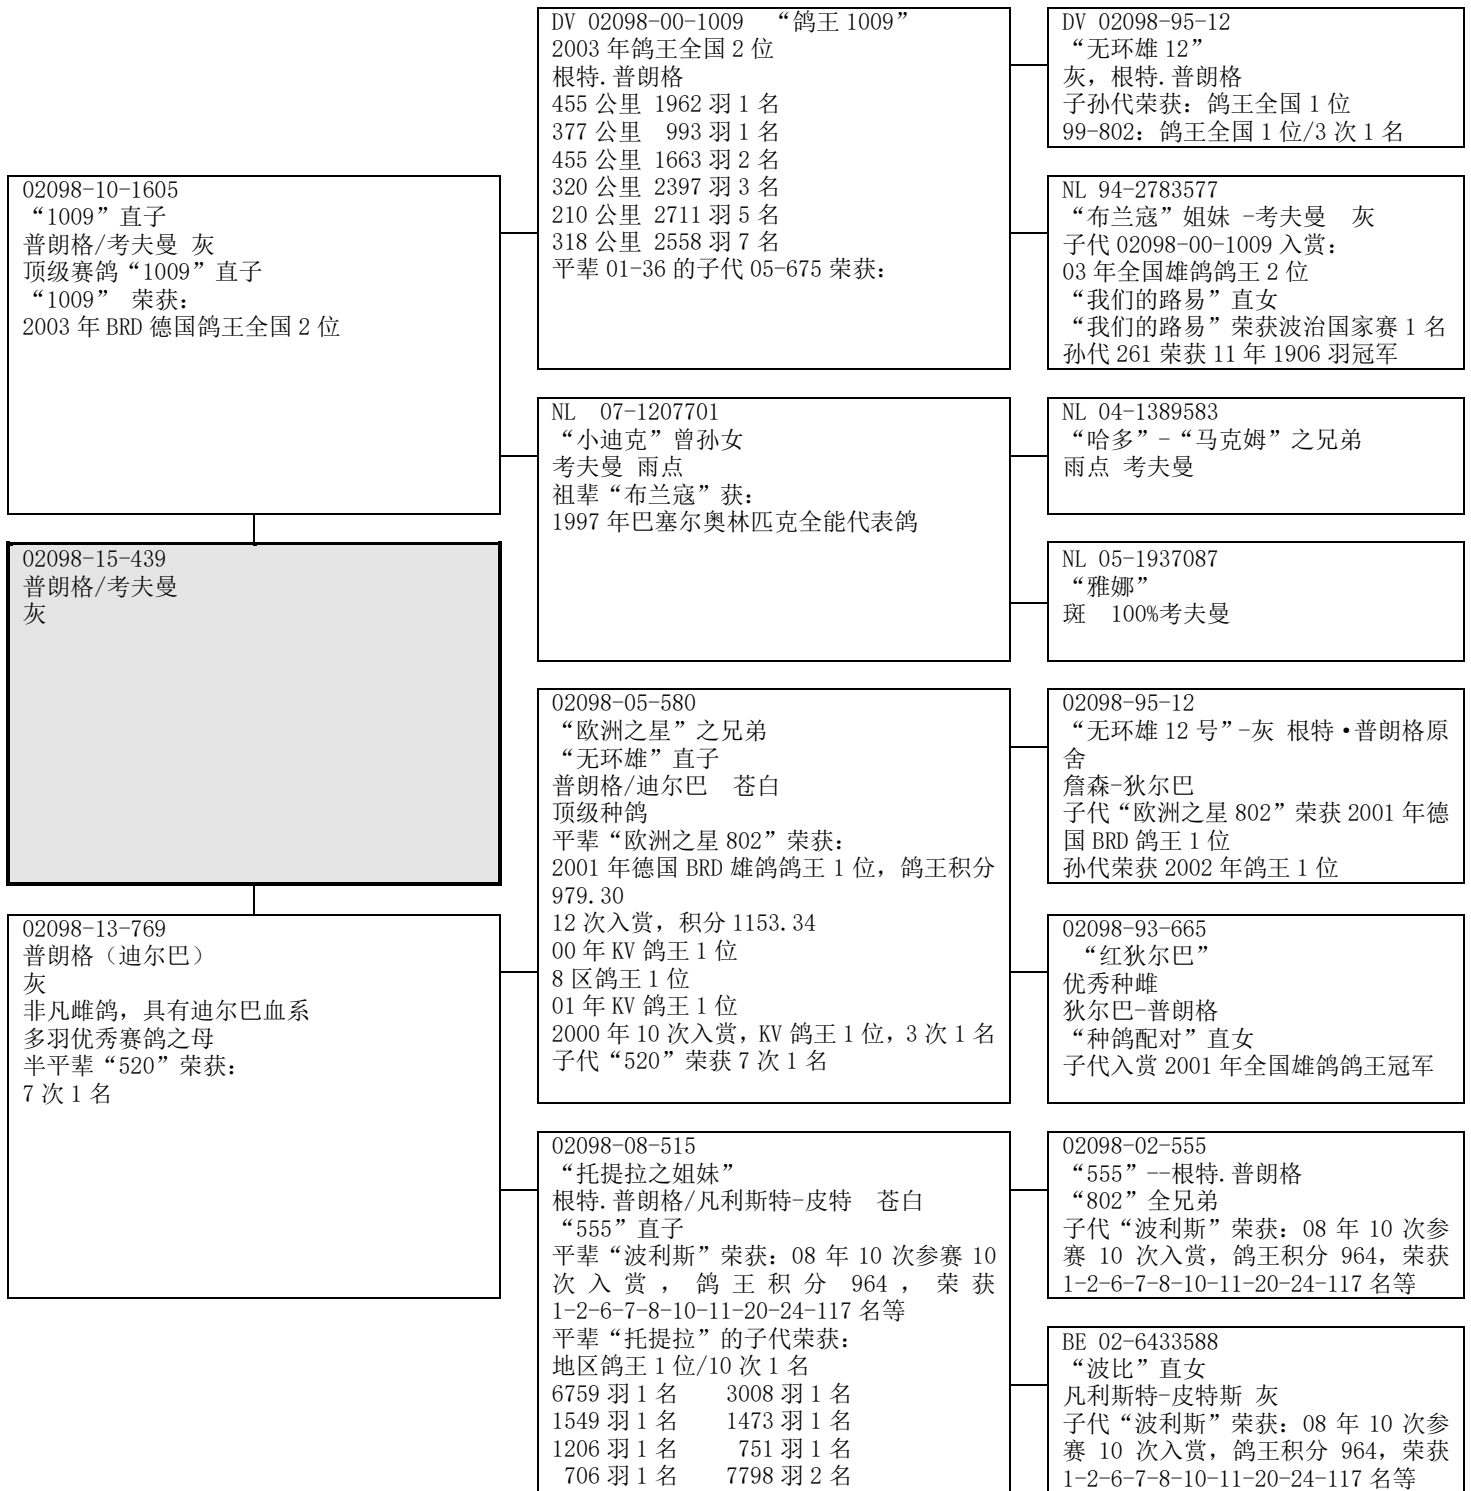 02098-10-1605
“1009”直子
普朗格/考夫曼 灰
顶级赛鸽“1009”直子
“1009” 荣获：
2003 年 BRD 德国鸽王全国 2 位
02098-15-439
普朗格/考夫曼
灰
02098-13-769
普朗格（迪尔巴）
灰
非凡雌鸽，具有迪尔巴血系
多羽优秀赛鸽之母
半平辈“520”荣获：
7 次 1 名
DV 02098-00-1009 “鸽王 1009”
2003 年鸽王全国 2 位
根特.普朗格
455 公里 1962 羽 1 名
377 公里 993 羽 1 名
455 公里 1663 羽 2 名
320 公里 2397 羽 3 名
210 公里 2711 羽 5 名
318 公里 2558 羽 7 名
平辈 01-36 的子代 05-675 荣获：
NL 07-1207701
“小迪克”曾孙女
考夫曼 雨点
祖辈“布兰寇”获：
1997 年巴塞尔奥林匹克全能代表鸽
02098-05-580
“欧洲之星”之兄弟
“无环雄”直子
普朗格/迪尔巴 苍白
顶级种鸽
平辈“欧洲之星 802”荣获：
2001 年德国 BRD 雄鸽鸽王 1 位，鸽王积分
979.30
12 次入赏，积分 1153.34
00 年 KV 鸽王 1 位
8 区鸽王 1 位
01 年 KV 鸽王 1 位
2000 年 10 次入赏，KV 鸽王 1 位，3 次 1 名
子代“520”荣获 7 次 1 名
02098-08-515
“托提拉之姐妹”
根特.普朗格/凡利斯特-皮特 苍白
“555”直子
平辈“波利斯”荣获：08 年 10 次参赛 10
次入赏，鸽王积分 964，荣获
1-2-6-7-8-10-11-20-24-117 名等
平辈“托提拉”的子代荣获：
地区鸽王 1 位/10 次 1 名
6759 羽 1 名 3008 羽 1 名
1549 羽 1 名 1473 羽 1 名
1206 羽 1 名 751 羽 1 名
706 羽 1 名 7798 羽 2 名
DV 02098-95-12
“无环雄 12”
灰，根特.普朗格
子孙代荣获：鸽王全国 1 位
99-802：鸽王全国 1 位/3 次 1 名
NL 94-2783577
“布兰寇”姐妹 -考夫曼 灰
子代 02098-00-1009 入赏：
03 年全国雄鸽鸽王 2 位
“我们的路易”直女
“我们的路易”荣获波治国家赛 1 名
孙代 261 荣获 11 年 1906 羽冠军
NL 04-1389583
“哈多”-“马克姆”之兄弟
雨点 考夫曼
NL 05-1937087
“雅娜”
斑 100%考夫曼
02098-95-12
“无环雄 12 号”-灰 根特•普朗格原
舍
詹森-狄尔巴
子代“欧洲之星 802”荣获 2001 年德
国 BRD 鸽王 1 位
孙代荣获 2002 年鸽王 1 位
02098-93-665
“红狄尔巴”
优秀种雌
狄尔巴-普朗格
“种鸽配对”直女
子代入赏 2001 年全国雄鸽鸽王冠军
02098-02-555
“555”--根特.普朗格
“802”全兄弟
子代“波利斯”荣获：08 年 10 次参
赛 10 次入赏，鸽王积分 964，荣获
1-2-6-7-8-10-11-20-24-117 名等
BE 02-6433588
“波比”直女
凡利斯特-皮特斯 灰
子代“波利斯”荣获：08 年 10 次参
赛 10 次入赏，鸽王积分 964，荣获
1-2-6-7-8-10-11-20-24-117 名等